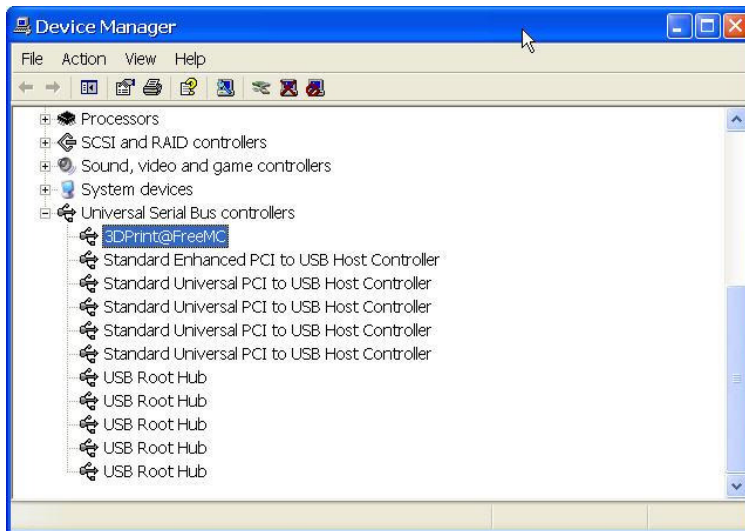 Device Manager
File Action View Help
Processors
SCSI and RAID controllers
Sound, video and game controllers
System devices
Universal Serial Bus controllers
3DPrint@FreeMC
Standard Enhanced PCI to USB Host Controller
Standard Universal PCI to USB Host Controller
Standard Universal PCI to USB Host Controller
Standard Universal PCI to USB Host Controller
Standard Universal PCI to USB Host Controller
USB Root Hub
USB Root Hub
USB Root Hub
USB Root Hub
USB Root Hub